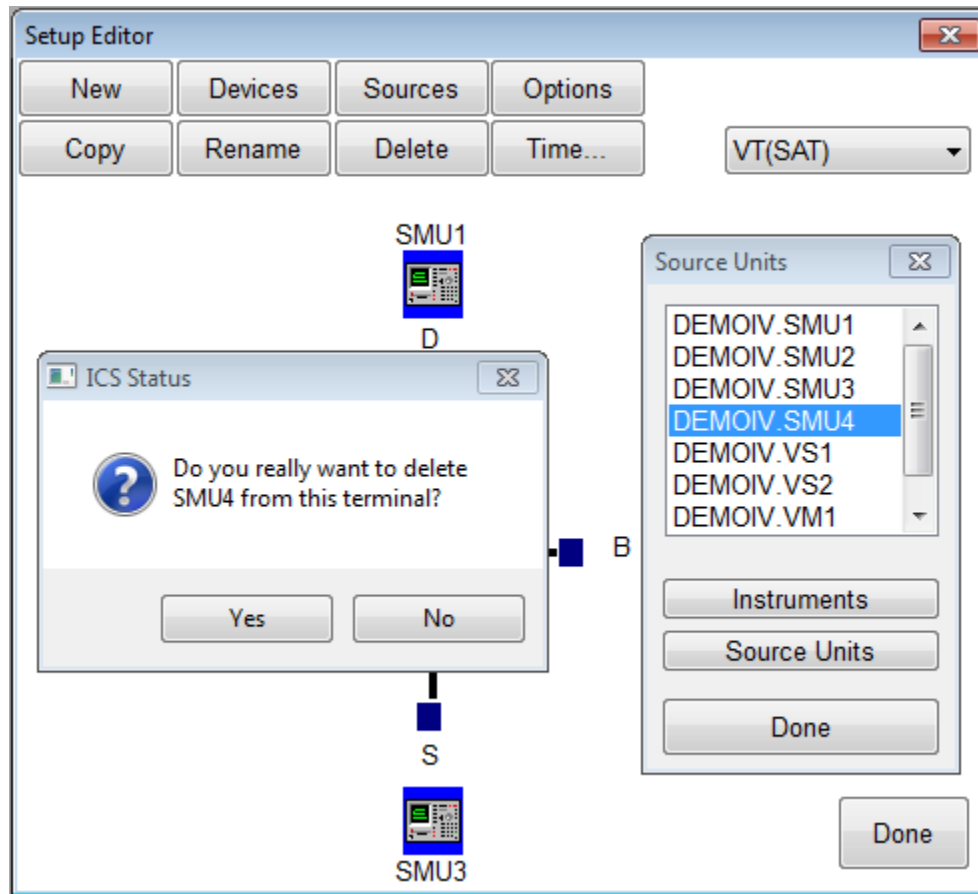 Setup Editor
New Devices Sources Options
Copy Rename Delete Time... VT(SAT)
SMU1
D
ICS Status
Do you really want to delete
SMU4 from this terminal?
Yes No
B
S
SMU3
Source Units
DEMOIV.SMU1
DEMOIV.SMU2
DEMOIV.SMU3
DEMOIV.SMU4
DEMOIV.VS1
DEMOIV.VS2
DEMOIV.VM1
Instruments
Source Units
Done
Done